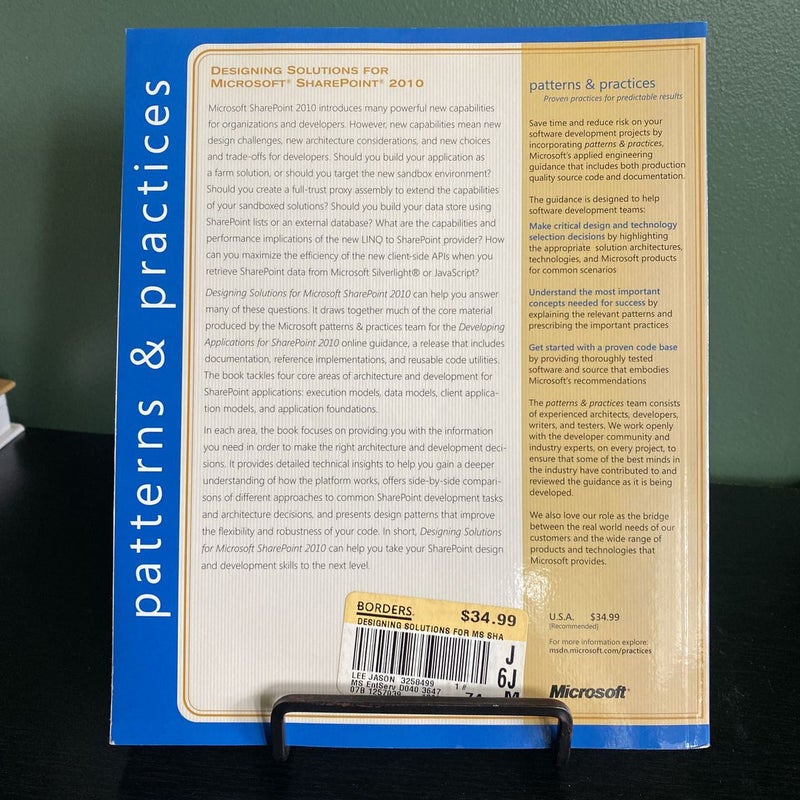 patterns & practices
DESIGNING SOLUTIONS FOR
MICROSOFT® SHAREPOINT® 2010
Microsoft SharePoint 2010 introduces many powerful new capabilities
for organizations and developers. However, new capabilities mean new
design challenges, new architecture considerations, and new choices
and trade-offs for developers. Should you build your application as
a farm solution, or should you target the new sandbox environment?
Should you create a full-trust proxy assembly to extend the capabilities
of your sandboxed solutions? Should you build your data store using
SharePoint lists or an external database? What are the capabilities and
performance implications of the new LINQ to SharePoint provider? How
can you maximize the efficiency of the new client-side APIs when you
retrieve SharePoint data from Microsoft Silverlight® or JavaScript?
Designing Solutions for Microsoft SharePoint 2010 can help you answer
many of these questions. It draws together much of the core material
produced by the Microsoft patterns & practices team for the Developing
Applications for SharePoint 2010 online guidance, a release that includes
documentation, reference implementations, and reusable code utilities.
The book tackles four core areas of architecture and development for
SharePoint applications: execution models, data models, client applica-
tion models, and application foundations.
In each area, the book focuses on providing you with the information
you need in order to make the right architecture and development deci-
sions. It provides detailed technical insights to help you gain a deeper
understanding of how the platform works, offers side-by-side compari-
sons of different approaches to common SharePoint development tasks
and architecture decisions, and presents design patterns that improve
the flexibility and robustness of your code. In short, Designing Solutions
for Microsoft SharePoint 2010 can help you take your SharePoint design
and development skills to the next level.
patterns & practices
Proven practices for predictable results
Save time and reduce risk on your
software development projects by
incorporating patterns & practices,
Microsoft's applied engineering
guidance that includes both production
quality source code and documentation.
The guidance is designed to help
software development teams:
Make critical design and technology
selection decisions by highlighting
the appropriate solution architectures,
technologies, and Microsoft products
for common scenarios
Understand the most important
concepts needed for success by
explaining the relevant patterns and
prescribing the important practices
Get started with a proven code base
by providing thoroughly tested
software and source that embodies
Microsoft's recommendations
The patterns & practices team consists
of experienced architects, developers,
writers, and testers. We work openly
with the developer community and
industry experts, on every project, to
ensure that some of the best minds in
the industry have contributed to and
reviewed the guidance as it is being
developed.
We also love our role as the bridge
between the real world needs of our
customers and the wide range of
products and technologies that
Microsoft provides.
U.S.A. $34.99
[Recommended]
For more information explore:
msdn.microsoft.com/practices
Microsoft®
BORDERS. $34.99
DESIGNING SOLUTIONS FOR MS SHA
J
6J
LEE JASON 3258499
MS EntServ D040 3647 1#
07B